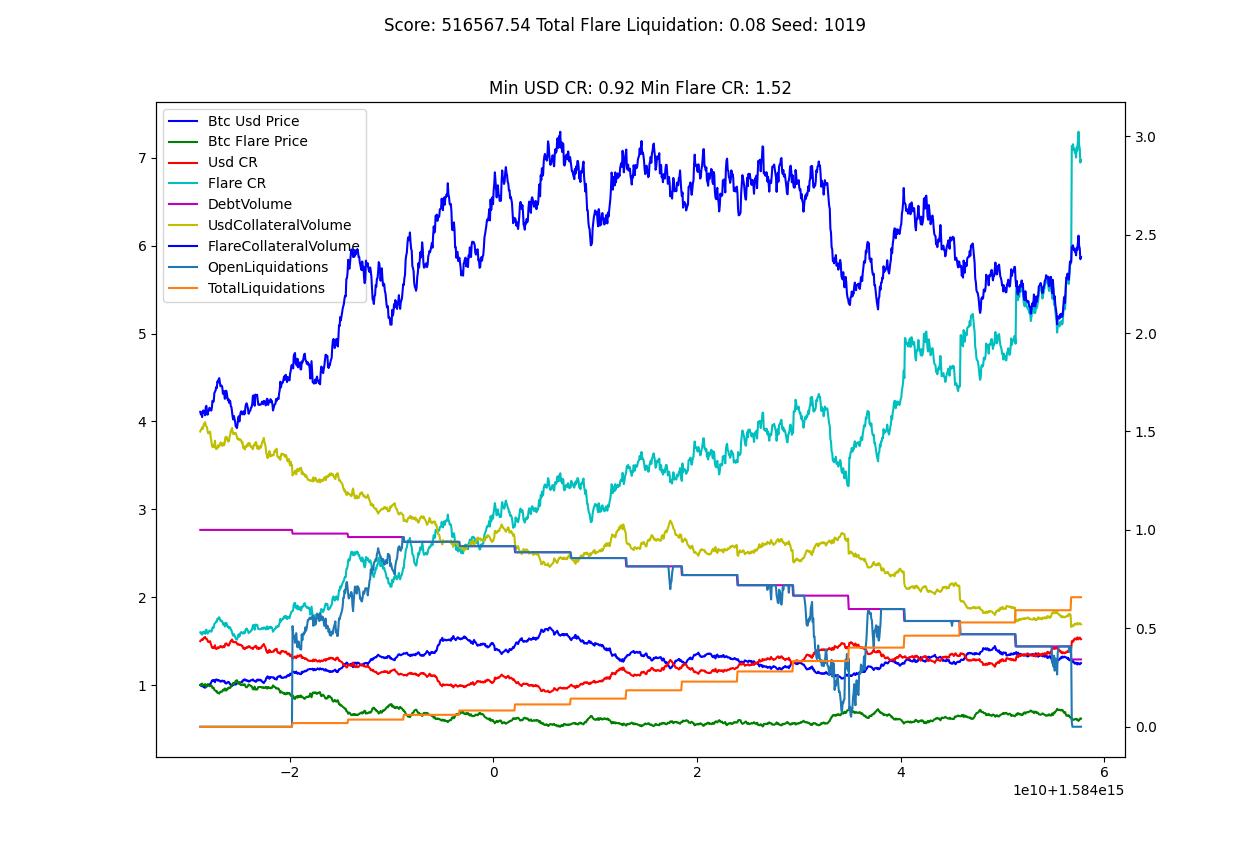 Score: 516567.54 Total Flare Liquidation: 0.08 Seed: 1019
Min USD CR: 0.92 Min Flare CR: 1.52
Btc Usd Price
Btc Flare Price
Usd CR
Flare CR
DebtVolume
UsdCollateralVolume
FlareCollateralVolume
OpenLiquidations
TotalLiquidations
7
6
5
4
3
2
1
3.0
2.5
2.0
1.5
1.0
0.5
0.0
−2 0 2 4 6
1e10+1.584e15